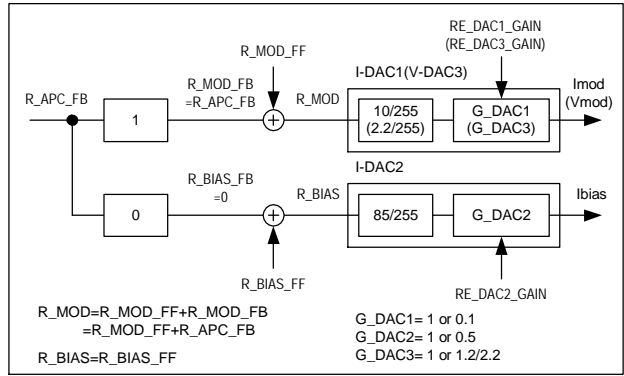 RE_DAC1_GAIN
(RE_DAC3_GAIN)
R_MOD_FF
I-DAC1(V-DAC3)
R_APC_FB
1
R_MOD_FB
=R_APC_FB
R_MOD
10/255
(2.2/255)
G_DAC1
(G_DAC3)
Imod
(Vmod)
I-DAC2
0
R_BIAS_FB
=0
R_BIAS
85/255
G_DAC2
Ibias
R_BIAS_FF
RE_DAC2_GAIN
R_MOD=R_MOD_FF+R_MOD_FB
=R_MOD_FF+R_APC_FB
R_BIAS=R_BIAS_FF
G_DAC1= 1 or 0.1
G_DAC2= 1 or 0.5
G_DAC3= 1 or 1.2/2.2